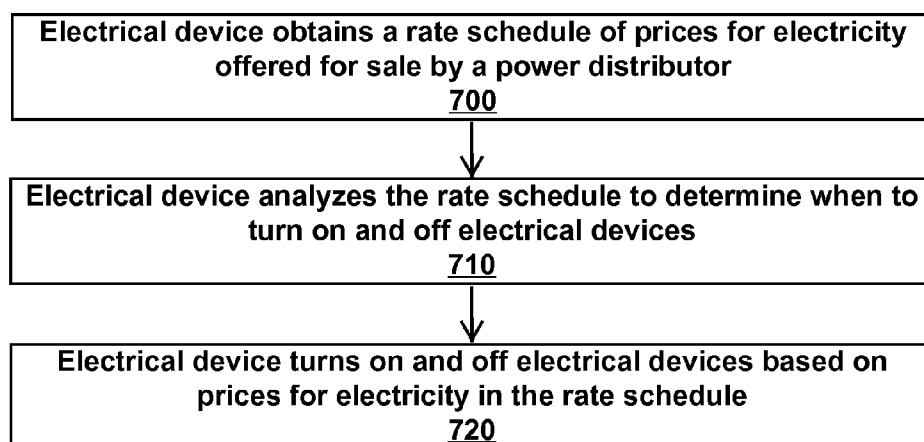 Electrical device obtains a rate schedule of prices for electricity
offered for sale by a power distributor
700
Electrical device analyzes the rate schedule to determine when to
turn on and off electrical devices
710
Electrical device turns on and off electrical devices based on
prices for electricity in the rate schedule
720